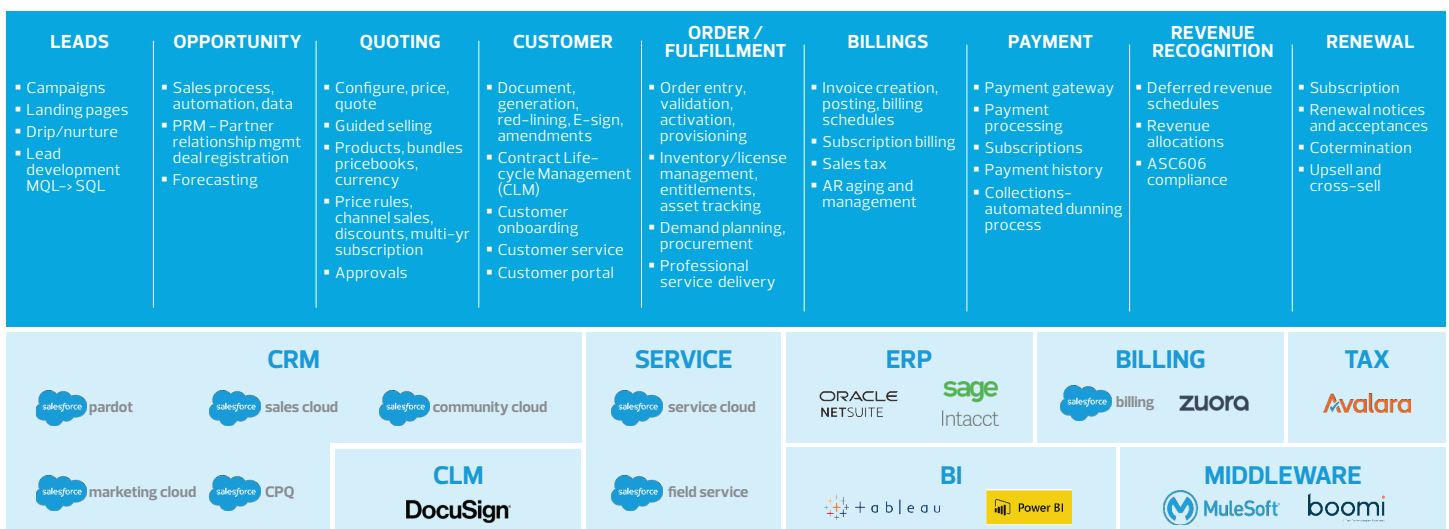 LEADS
▪ Campaigns
▪ Landing pages
▪ Drip/nurture
▪ Lead
development
MQL-> SQL
OPPORTUNITY
▪ Sales process,
automation, data
▪ PRM – Partner
relationship mgmt
deal registration
▪ Forecasting
QUOTING
▪ Configure, price,
quote
▪ Guided selling
▪ Products, bundles
pricebooks,
currency
▪ Price rules,
channel sales,
discounts, multi-yr
subscription
▪ Approvals
CUSTOMER
▪ Document,
generation,
red-lining, E-sign,
amendments
▪ Contract Life-
cycle Management
(CLM)
▪ Customer
onboarding
▪ Customer service
▪ Customer portal
ORDER /
FULFILLMENT
▪ Order entry,
validation,
activation,
provisioning
▪ Inventory/license
management,
entitlements,
asset tracking
▪ Demand planning,
procurement
▪ Professional
service delivery
BILLINGS
▪ Invoice creation,
posting, billing
schedules
▪ Subscription billing
▪ Sales tax
▪ AR aging and
management
PAYMENT
▪ Payment gateway
▪ Payment
processing
▪ Subscriptions
▪ Payment history
▪ Collections-
automated dunning
process
REVENUE
RECOGNITION
▪ Deferred revenue
schedules
▪ Revenue
allocations
▪ ASC606
compliance
RENEWAL
▪ Subscription
▪ Renewal notices
and acceptances
▪ Cotermination
▪ Upsell and
cross-sell
CRM
salesforce pardot
salesforce sales cloud
salesforce community cloud
salesforce marketing cloud
salesforce CPQ
CLM
DocuSign
SERVICE
salesforce service cloud
salesforce field service
ERP
ORACLE
NETSUITE
sage
Intacct
BILLING
salesforce billing
zuora
TAX
Avalara
BI
tableau
Power BI
MIDDLEWARE
MuleSoft
boomi